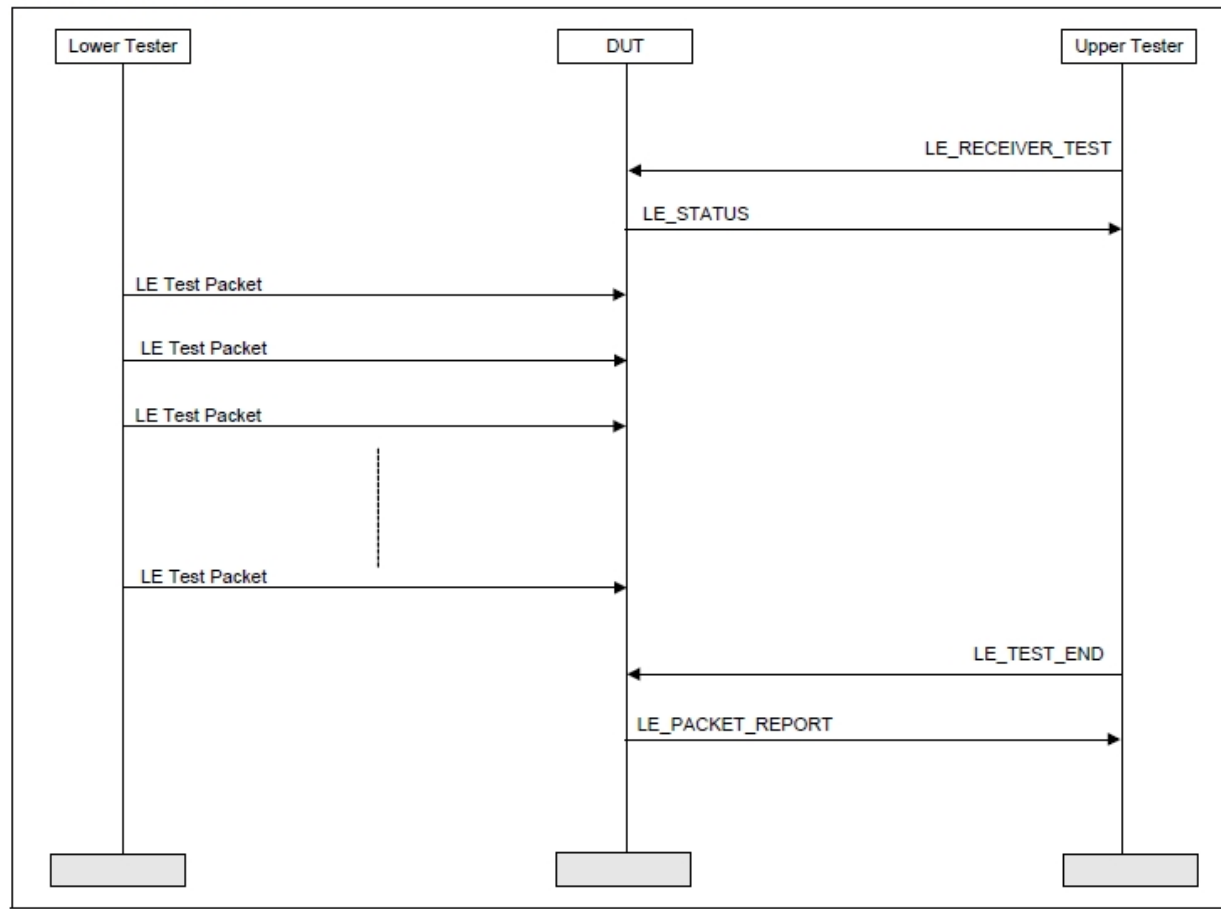 Lower Tester
DUT
Upper Tester
LE_RECEIVER_TEST
LE_STATUS
LE Test Packet
LE Test Packet
LE Test Packet
LE Test Packet
LE_TEST_END
LE_PACKET_REPORT